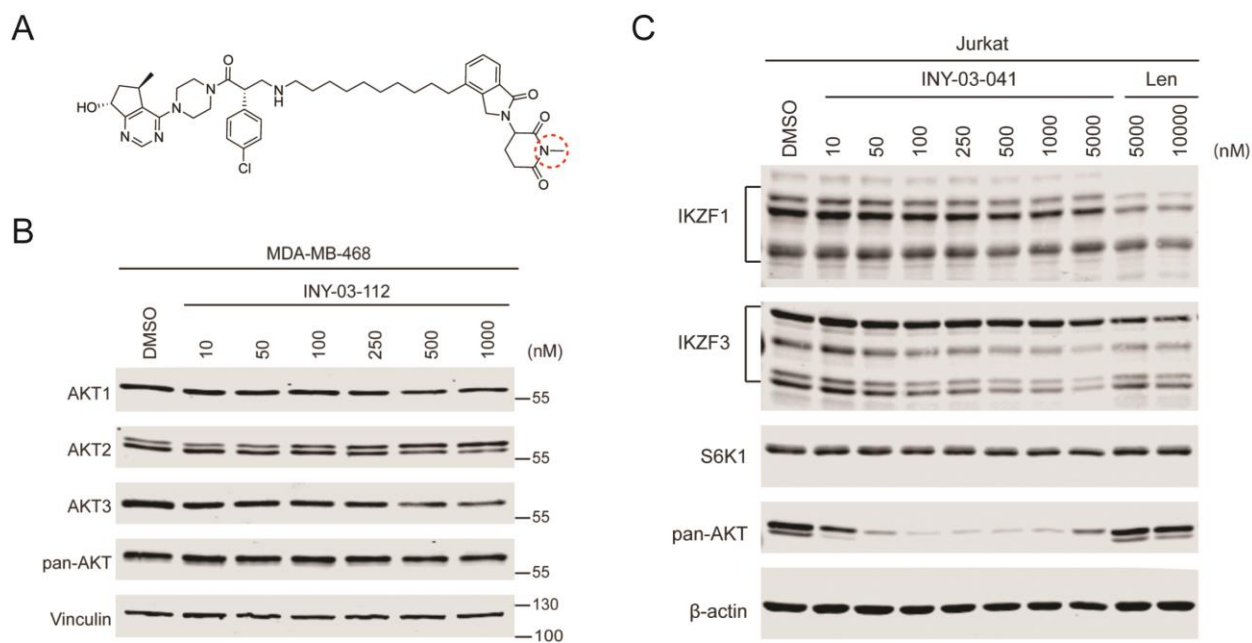 A
O
HO
N
N
N
N
N
H
Cl
O
N
O
N
O
B
MDA-MB-468
INY-03-112
DMSO 10 50 100 250 500 1000 (nM)
AKT1 55
AKT2 55
AKT3 55
pan-AKT 55
Vinculin 130
100
C
Jurkat
INY-03-041 Len
DMSO 10 50 100 250 500 1000 5000 5000 10000 (nM)
IKZF1
IKZF3
S6K1
pan-AKT
β-actin